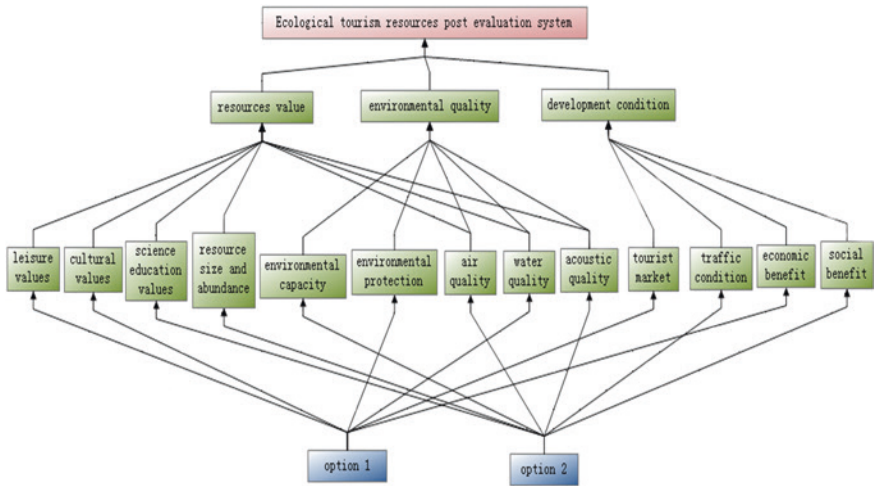 Ecological tourism resources post evaluation system
resources value
environmental quality
development condition
leisure
values
cultural
values
science
education
values
resource
size and
abundance
environmental
capacity
environmental
protection
air
quality
water
quality
acoustic
quality
tourist
market
traffic
condition
economic
benefit
social
benefit
option 1
option 2